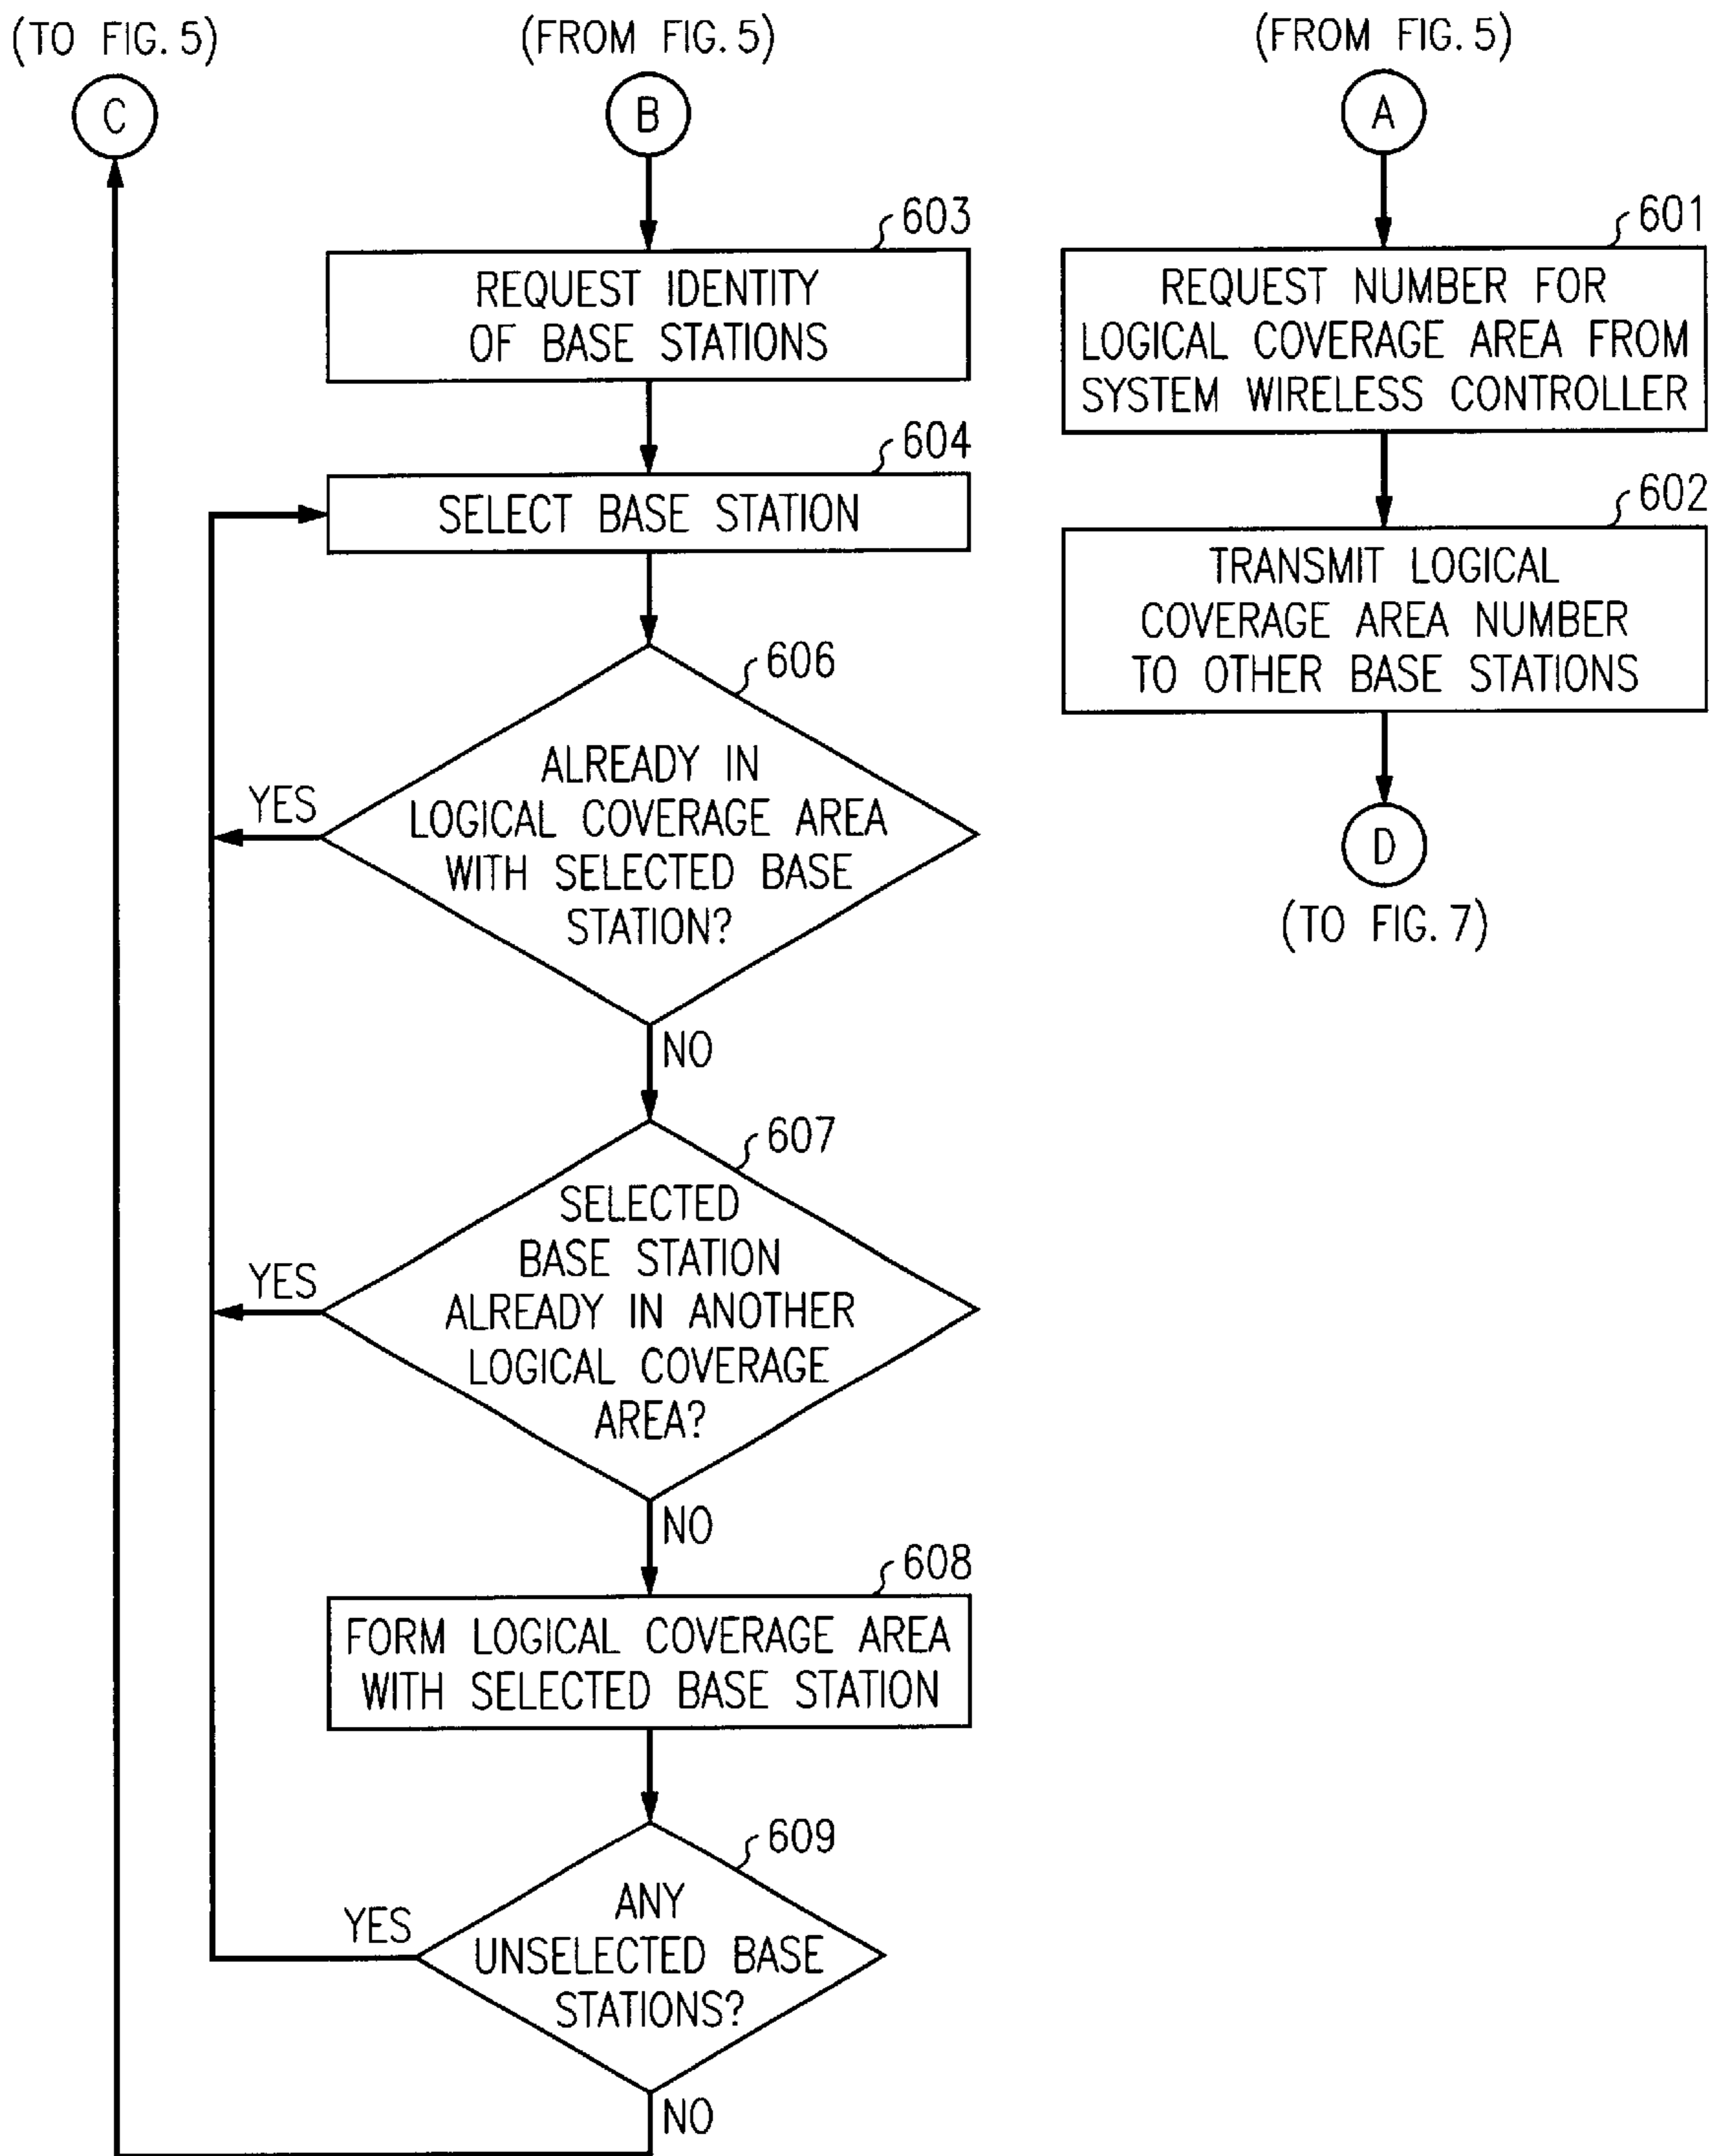 (TO FIG. 5)
C
(FROM FIG. 5)
B
603
REQUEST IDENTITY
OF BASE STATIONS
604
SELECT BASE STATION
606
ALREADY IN
LOGICAL COVERAGE AREA
WITH SELECTED BASE
STATION?
YES
NO
607
SELECTED
BASE STATION
ALREADY IN ANOTHER
LOGICAL COVERAGE
AREA?
YES
NO
608
FORM LOGICAL COVERAGE AREA
WITH SELECTED BASE STATION
609
ANY
UNSELECTED BASE
STATIONS?
YES
NO
(FROM FIG. 5)
A
601
REQUEST NUMBER FOR
LOGICAL COVERAGE AREA FROM
SYSTEM WIRELESS CONTROLLER
602
TRANSMIT LOGICAL
COVERAGE AREA NUMBER
TO OTHER BASE STATIONS
D
(TO FIG. 7)